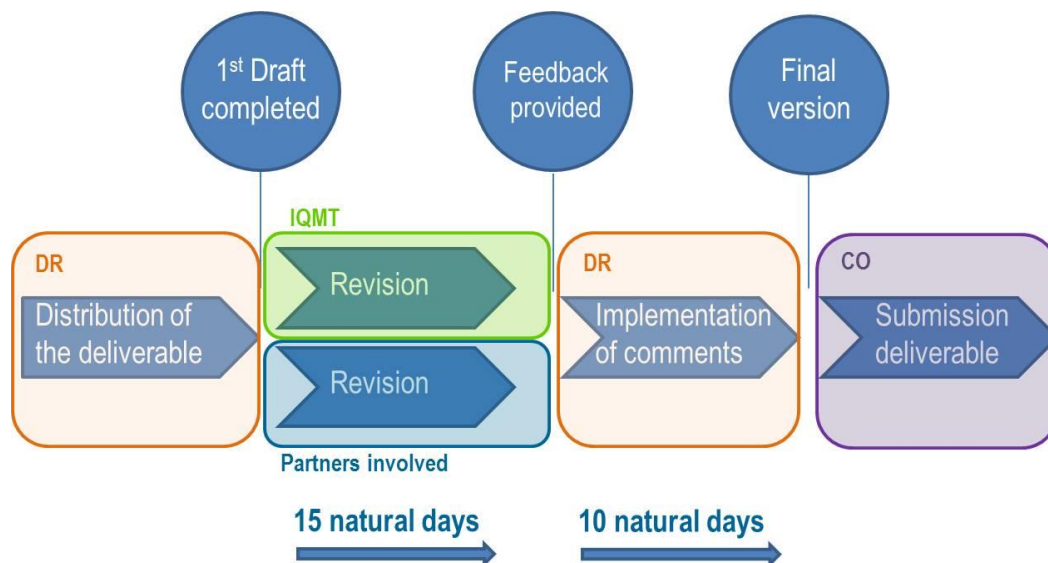 1st Draft
completed
Feedback
provided
Final
version
IQMT
DR
Distribution of
the deliverable
Revision
Revision
Partners involved
DR
Implementation
of comments
CO
Submission
deliverable
15 natural days
10 natural days